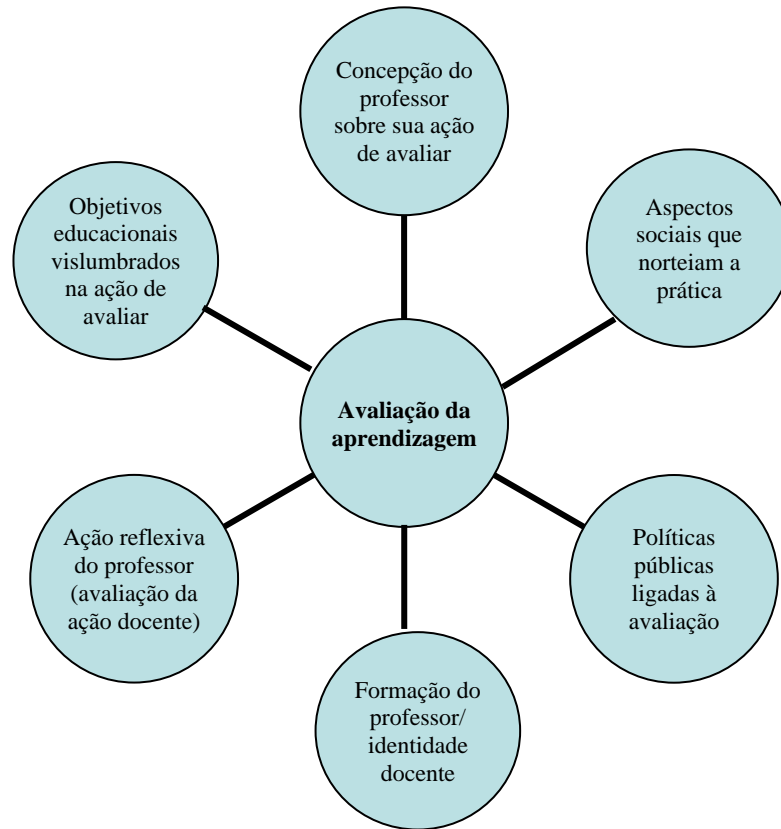 Concepção do
professor
sobre sua ação
de avaliar
Objetivos
educacionais
vislumbrados
na ação de
avaliar
Aspectos
sociais que
norteiam a
prática
Avaliação da
aprendizagem
Ação reflexiva
do professor
(avaliação da
ação docente)
Políticas
públicas
ligadas à
avaliação
Formação do
professor/
identidade
docente